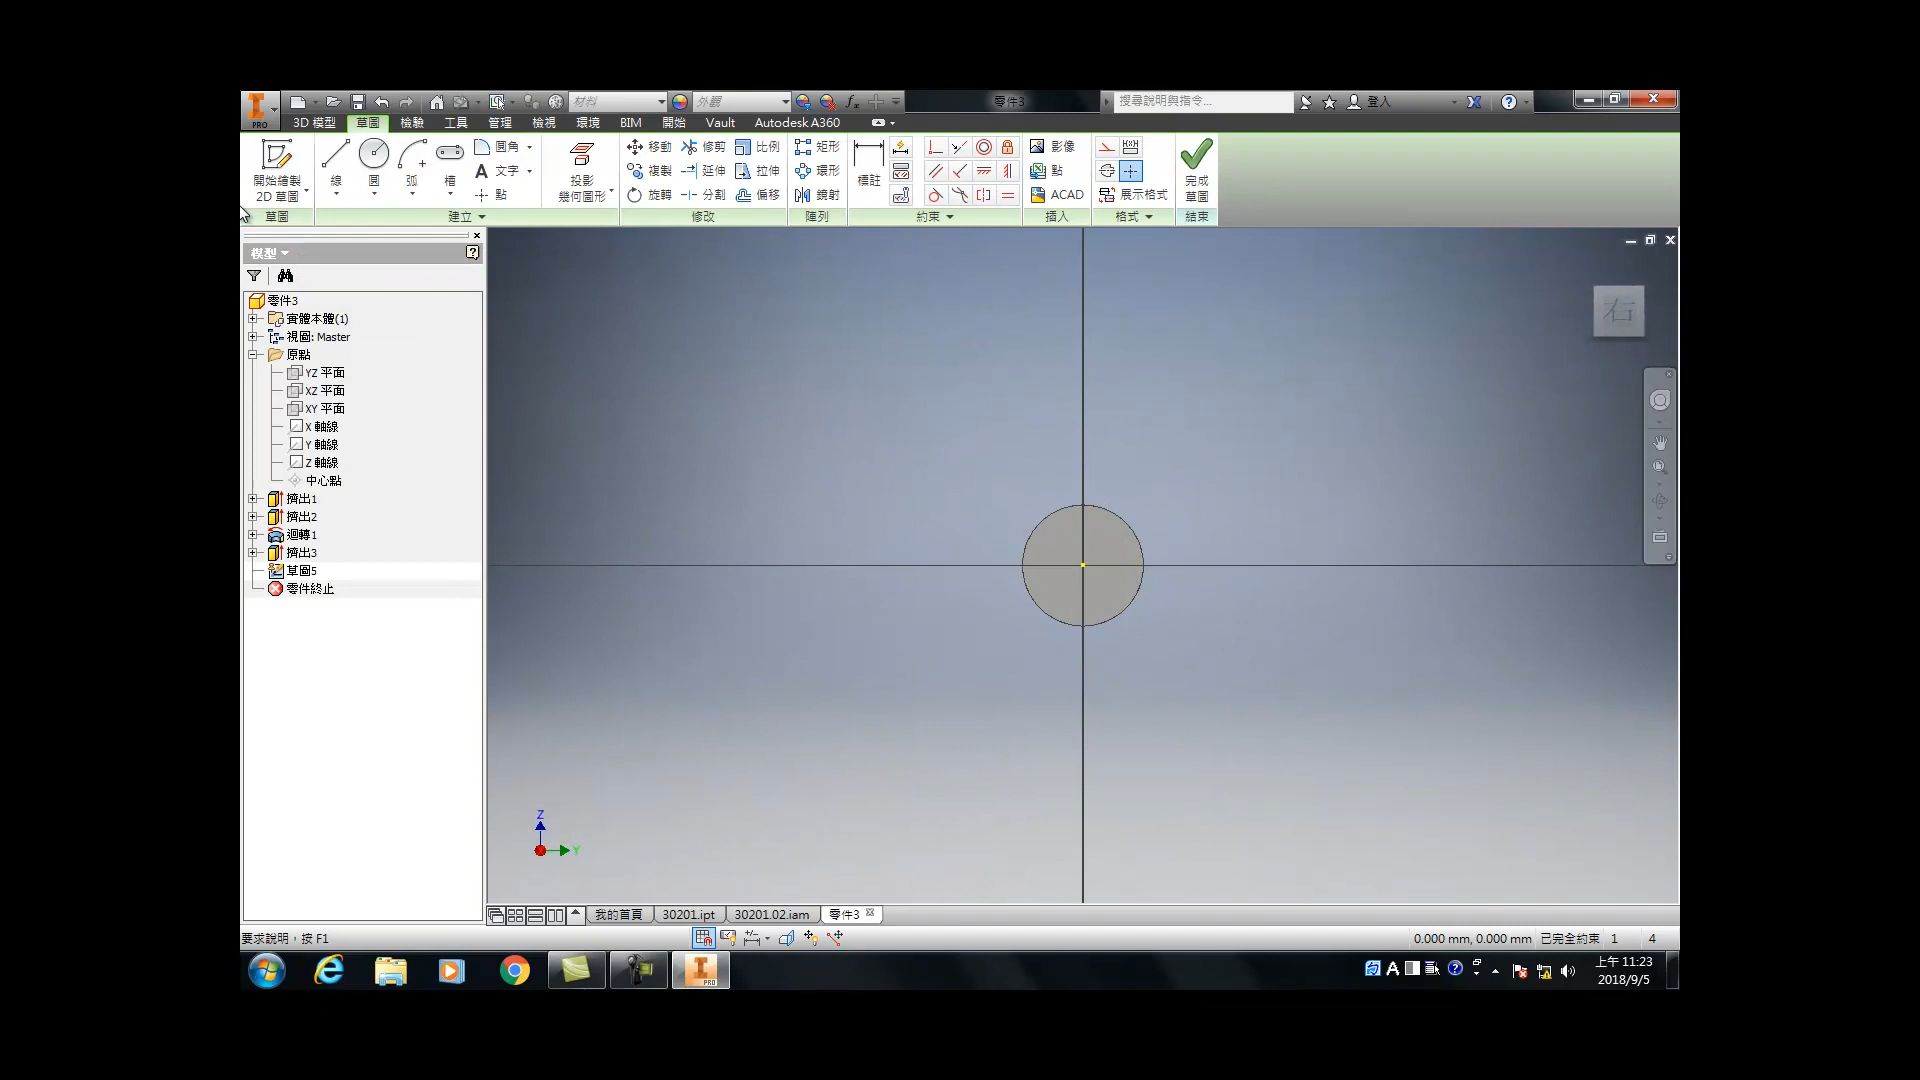 材料
外觀
零件3
搜尋說明與指令...
登入
PRO
3D 模型 草圖 檢驗 工具 管理 檢視 環境 BIM 開始 Vault Autodesk A360
開始繪製
2D 草圖
線
圓
弧
槽
圓角
文字
點
投影
幾何圖形
移動
複製
旋轉
修剪
延伸
分割
比例
拉伸
偏移
矩形
環形
鏡射
標註
影像
點
ACAD
展示格式
完成
草圖
草圖 建立 修改 陣列 約束 插入 格式 結束
模型
零件3
實體本體(1)
視圖: Master
原點
YZ 平面
XZ 平面
XY 平面
X 軸線
Y 軸線
Z 軸線
中心點
擠出1
擠出2
迴轉1
擠出3
草圖5
零件終止
右
Z
Y
我的首頁 30201.ipt 30201.02.iam 零件3
要求說明，按 F1
0.000 mm, 0.000 mm 已完全約束 1 4
PRO
A
上午 11:23
2018/9/5